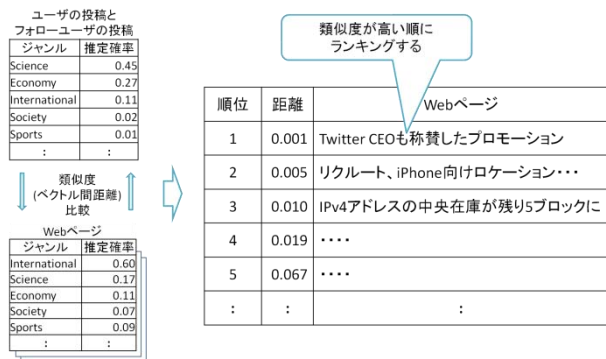 ユーザの投稿と
フォローユーザの投稿
ジャンル 推定確率
Science 0.45
Economy 0.27
International 0.11
Society 0.02
Sports 0.01
: :
類似度
(ベクトル間距離)
比較
Webページ
ジャンル 推定確率
International 0.60
Science 0.17
Economy 0.11
Society 0.07
Sports 0.09
: :
類似度が高い順に
ランキングする
順位 距離 Webページ
1 0.001 Twitter CEOも称賛したプロモーション
2 0.005 リクルート、iPhone向けロケーション・・・
3 0.010 IPv4アドレスの中央在庫が残り5ブロックに
4 0.019 ・・・・
5 0.067 ・・・・
: : :